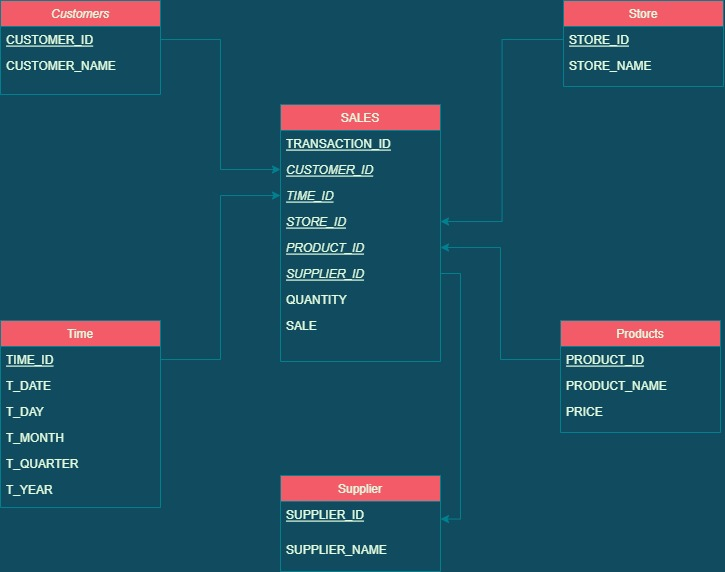 Customers
CUSTOMER_ID
CUSTOMER_NAME
Store
STORE_ID
STORE_NAME
SALES
TRANSACTION_ID
CUSTOMER_ID
TIME_ID
STORE_ID
PRODUCT_ID
SUPPLIER_ID
QUANTITY
SALE
Time
TIME_ID
T_DATE
T_DAY
T_MONTH
T_QUARTER
T_YEAR
Products
PRODUCT_ID
PRODUCT_NAME
PRICE
Supplier
SUPPLIER_ID
SUPPLIER_NAME